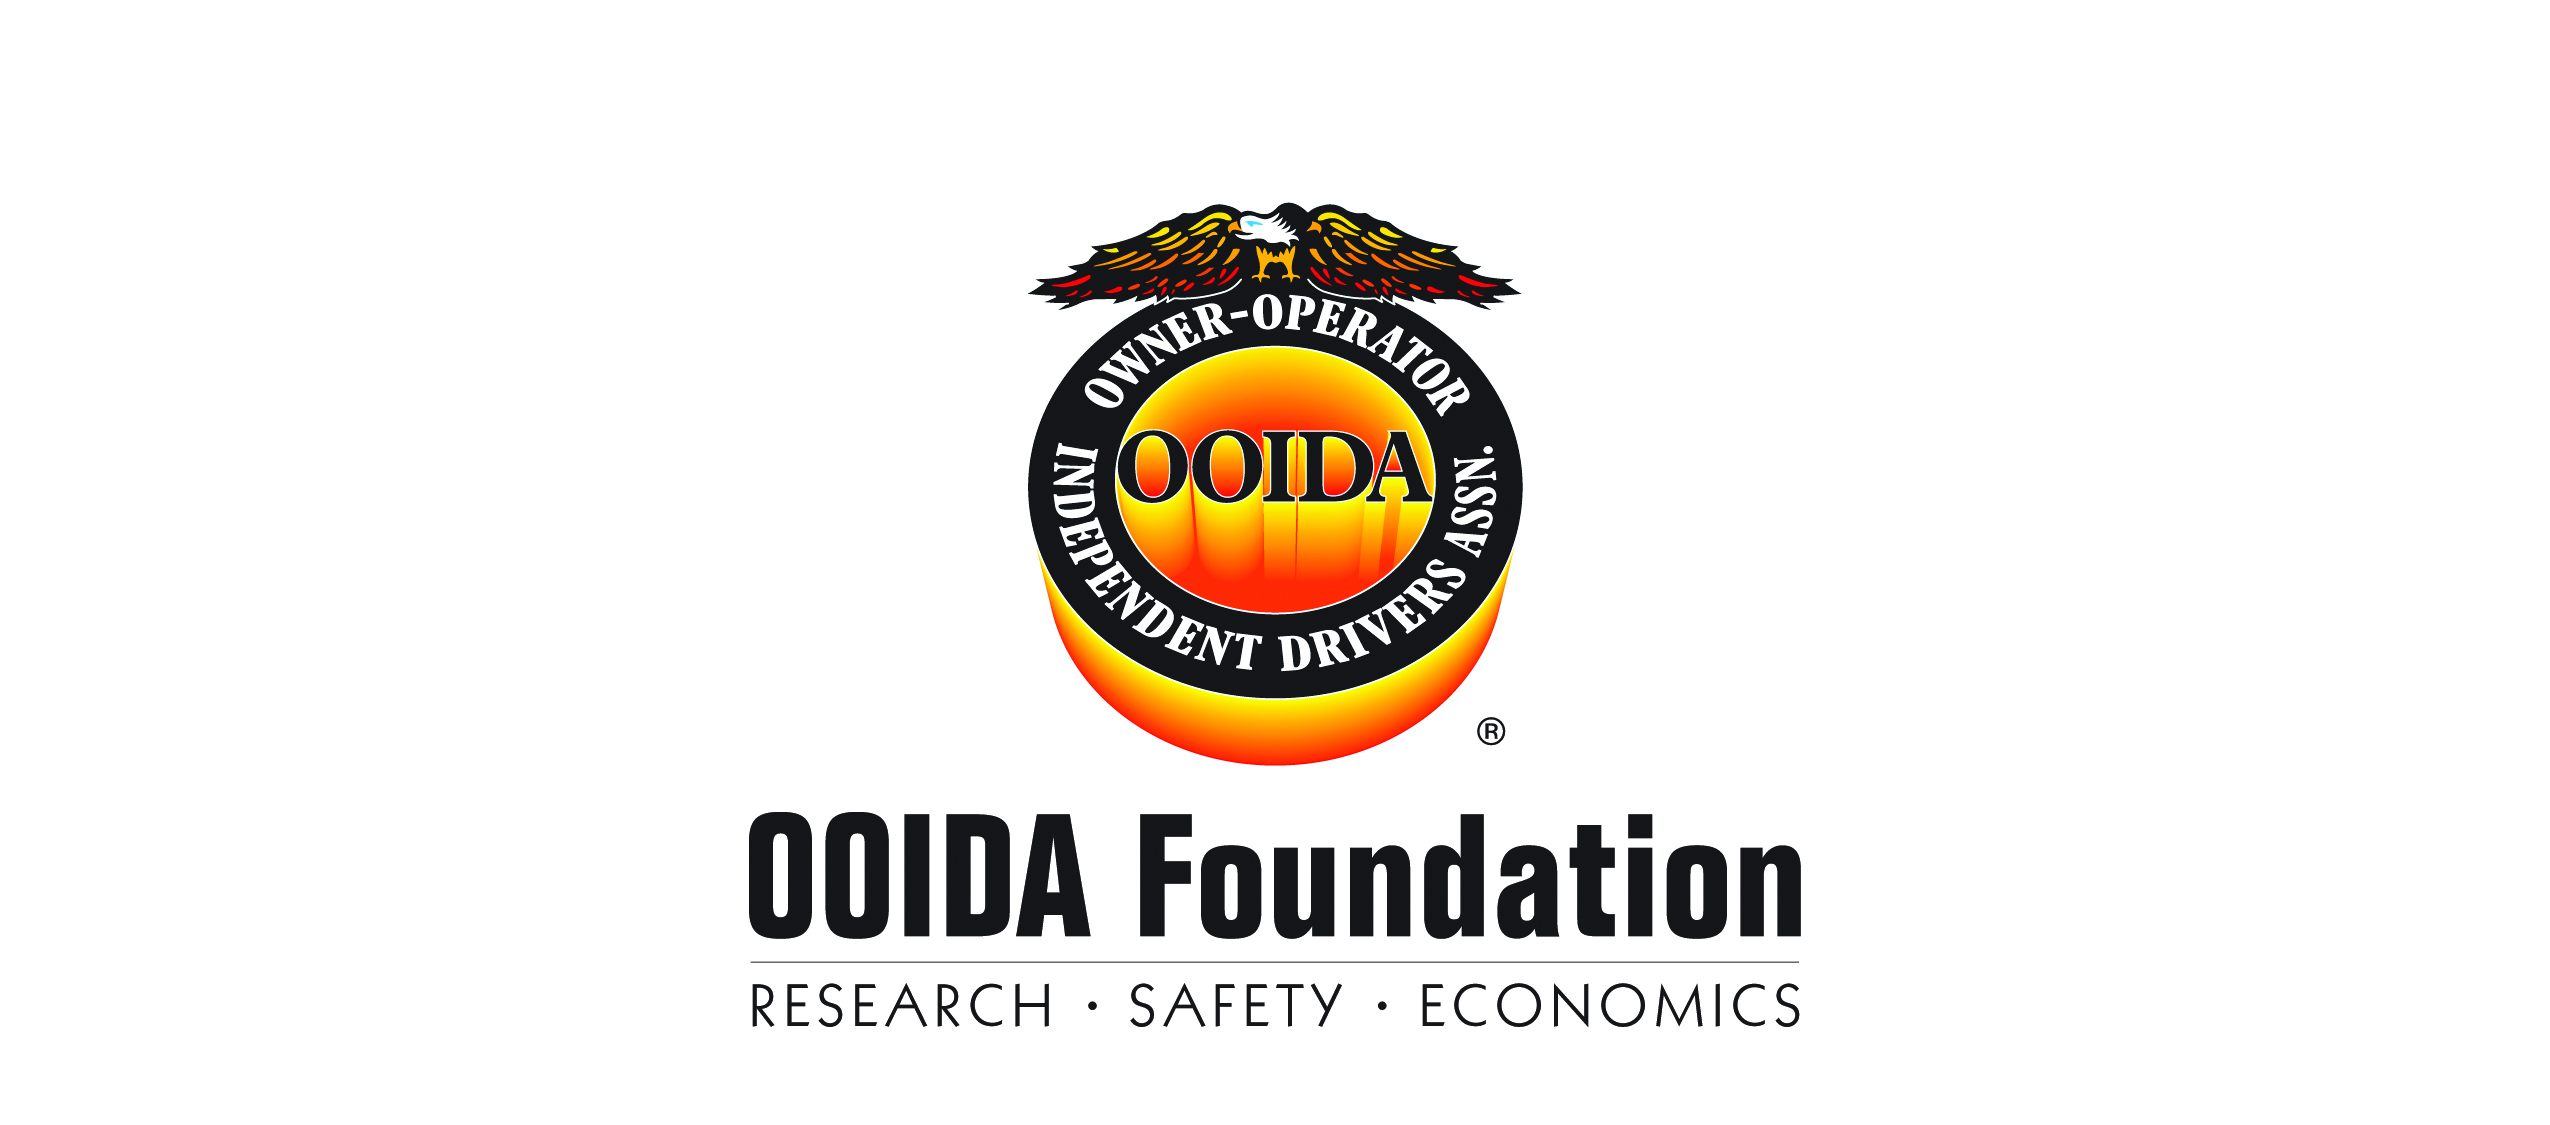 OWNER-OPERATOR
OOIDA
INDEPENDENT DRIVERS ASSN.
®
OOIDA Foundation
RESEARCH · SAFETY · ECONOMICS